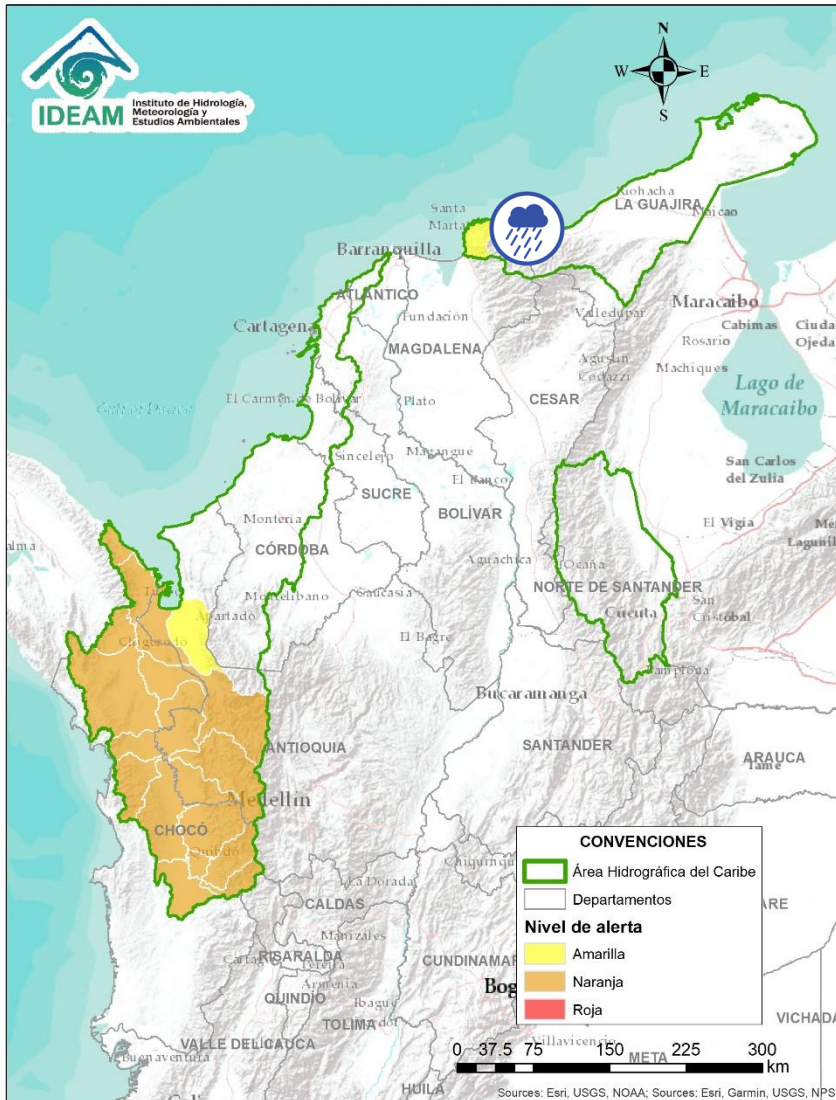 IDEAM
Instituto de Hidrología,
Meteorología y
Estudios Ambientales
N
W E
S
Riohacha
LA GUAJIRA
Maicao
Santa
Marta
Barranquilla
ATLÁNTICO
Maracaibo
Cabimas
Ciudad
Ojeda
Rosario
Machiques
Lago de
Maracaibo
Cartagena
Fundación
Valledupar
MAGDALENA
Agustín
Codazzi
CESAR
El Carmen de Bolívar
Plato
San Carlos
del Zulia
Sincelejo
Magangué
El Banco
SUCRE
BOLÍVAR
El Vigía
Montería
CÓRDOBA
Aguachica
Ocaña
NORTE DE SANTANDER
Cúcuta
San
Cristóbal
Turbo
Apartadó
Montelíbano
Caucasia
Chigorodó
El Bagre
Pamplona
Bucaramanga
ANTIOQUIA
SANTANDER
ARAUCA
Tame
Medellín
CHOCÓ
Quibdó
La Dorada
CALDAS
Manizales
RISARALDA
Pereira
Armenia
QUINDÍO
Ibagué
TOLIMA
CUNDINAMAR
Bog
VICHADA
VALLE DEL CAUCA
Buenaventura
Villavicencio
META
HUILA
CONVENCIONES
Área Hidrográfica del Caribe
Departamentos
Nivel de alerta
Amarilla
Naranja
Roja
0 37.5 75 150 225 300
km
Sources: Esri, USGS, NOAA; Sources: Esri, Garmin, USGS, NPS